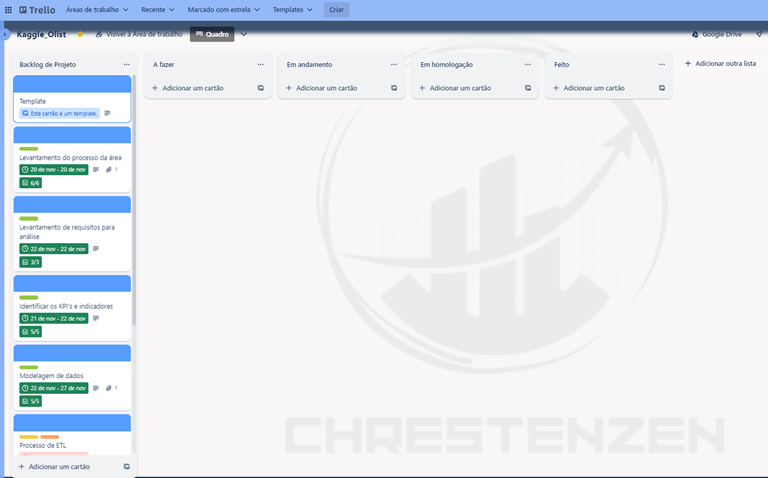 Trello Áreas de trabalho Recente Marcado com estrela Templates Criar
Kaggle_Olist Visível à Área de trabalho Quadro Google Drive
Backlog de Projeto
Template
Este cartão é um template.
Levantamento do processo da área
20 de nov - 20 de nov 1
6/6
Levantamento de requisitos para
análise
22 de nov - 22 de nov
3/3
Identificar os KPI's e indicadores
21 de nov - 22 de nov
5/5
Modelagem de dados
22 de nov - 27 de nov 1
5/5
Processo de ETL
+ Adicionar um cartão
A fazer
+ Adicionar um cartão
Em andamento
+ Adicionar um cartão
Em homologação
+ Adicionar um cartão
Feito
+ Adicionar um cartão
+ Adicionar outra lista
CHRESTENZEN